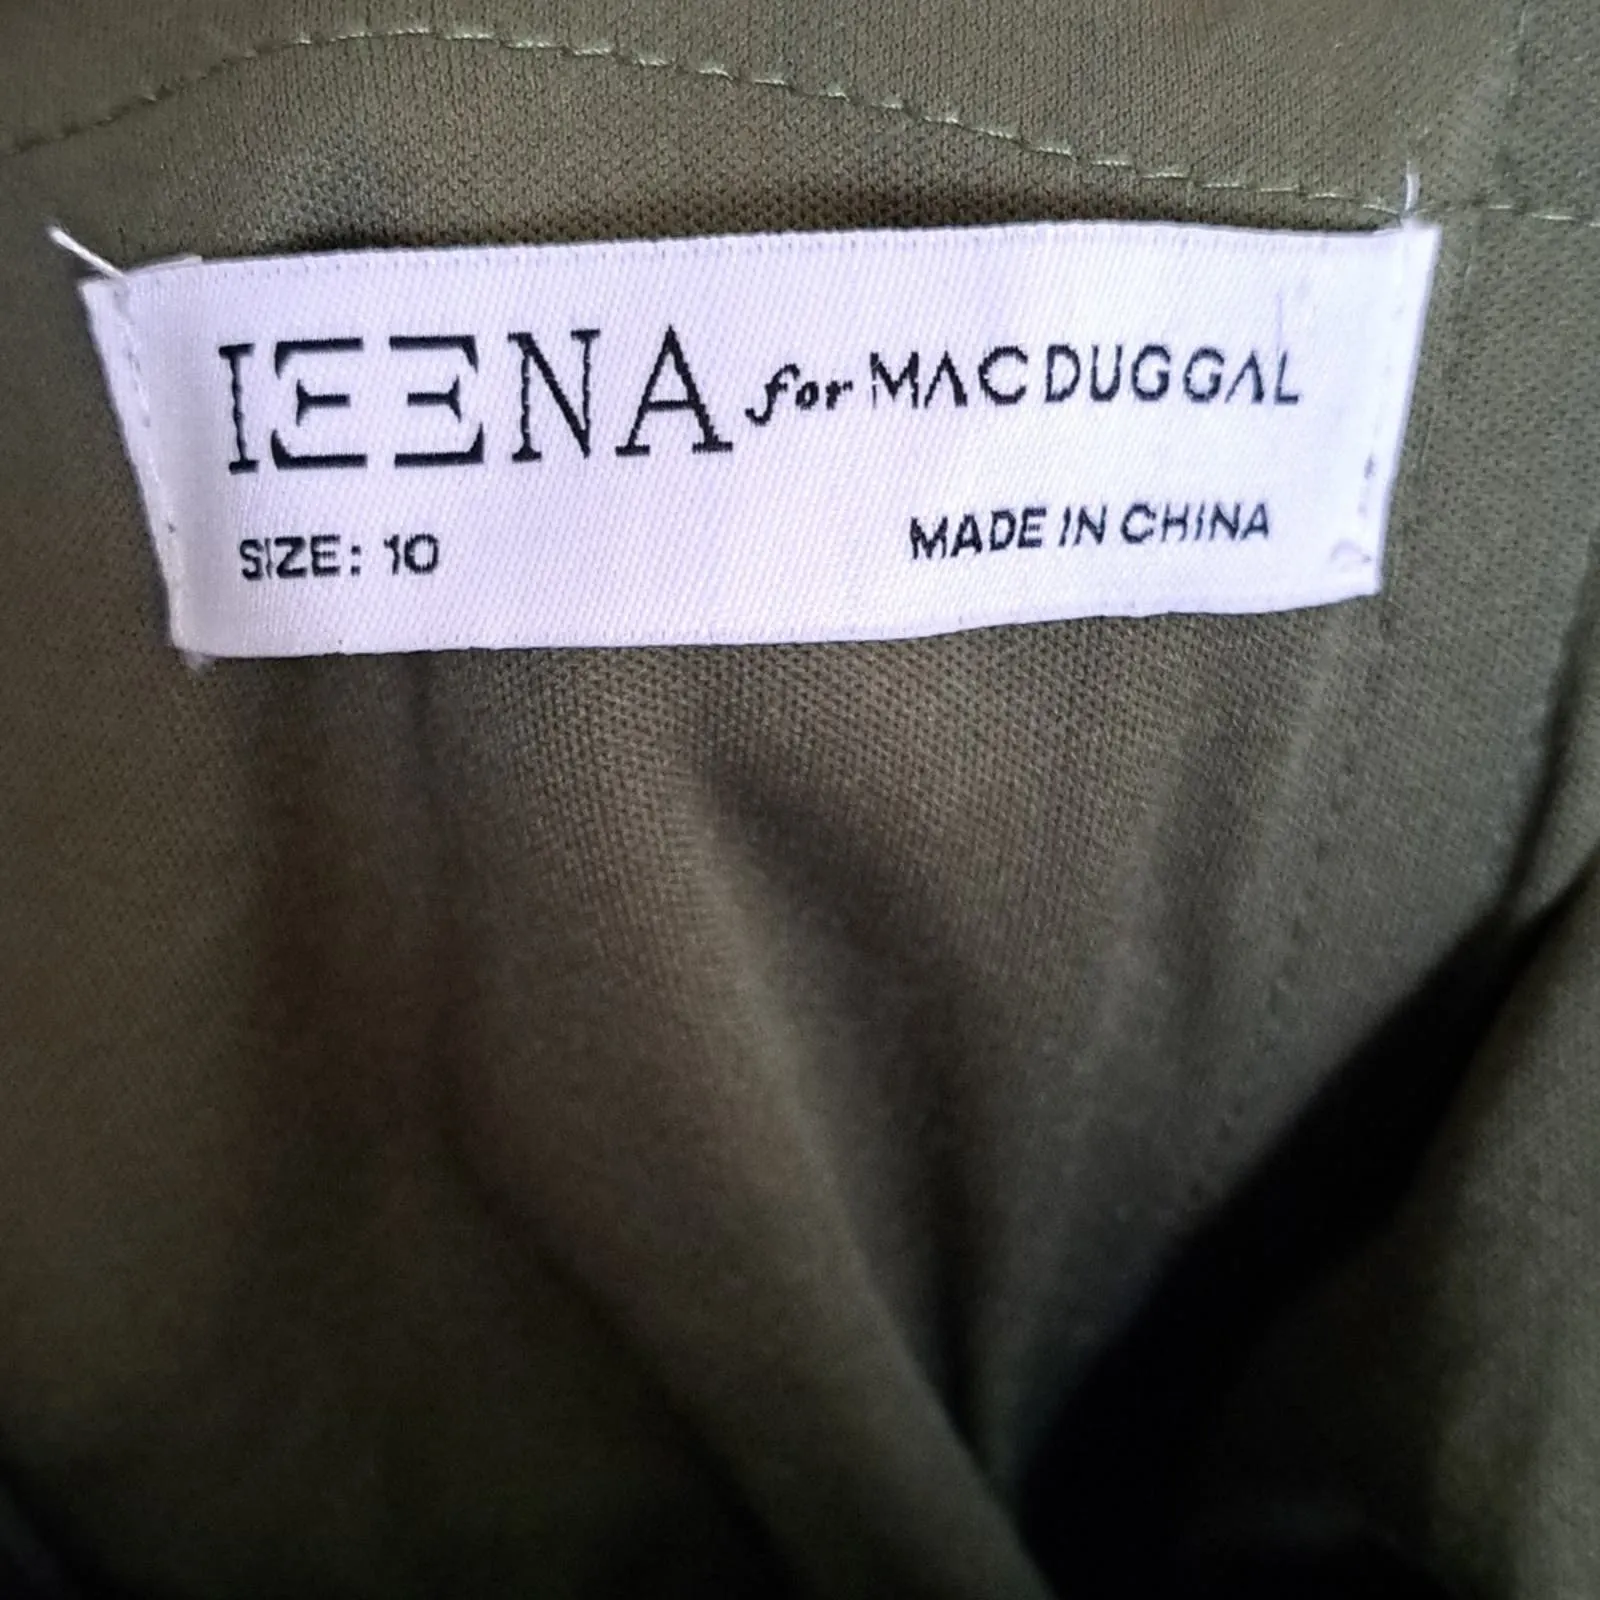 IEENA for MAC DUGGAL
SIZE: 10 MADE IN CHINA